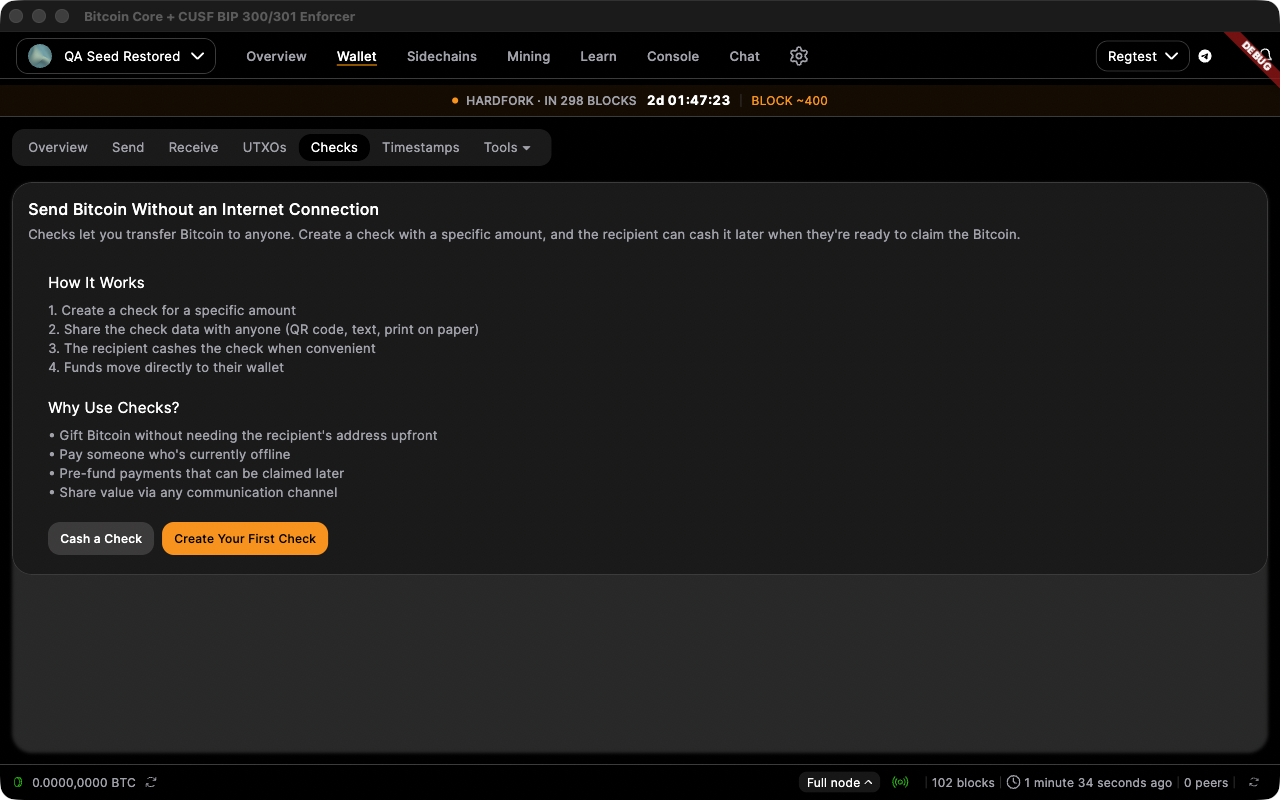 Bitcoin Core + CUSF BIP 300/301 Enforcer
QA Seed Restored
Overview
Wallet
Sidechains
Mining
Learn
Console
Chat
Regtest
DEBUG
HARDFORK · IN 298 BLOCKS 2d 01:47:23 BLOCK ~400
Overview
Send
Receive
UTXOs
Checks
Timestamps
Tools
Send Bitcoin Without an Internet Connection
Checks let you transfer Bitcoin to anyone. Create a check with a specific amount, and the recipient can cash it later when they're ready to claim the Bitcoin.
How It Works
1. Create a check for a specific amount
2. Share the check data with anyone (QR code, text, print on paper)
3. The recipient cashes the check when convenient
4. Funds move directly to their wallet
Why Use Checks?
• Gift Bitcoin without needing the recipient's address upfront
• Pay someone who's currently offline
• Pre-fund payments that can be claimed later
• Share value via any communication channel
Cash a Check
Create Your First Check
0.0000,0000 BTC
Full node
102 blocks
1 minute 34 seconds ago
0 peers